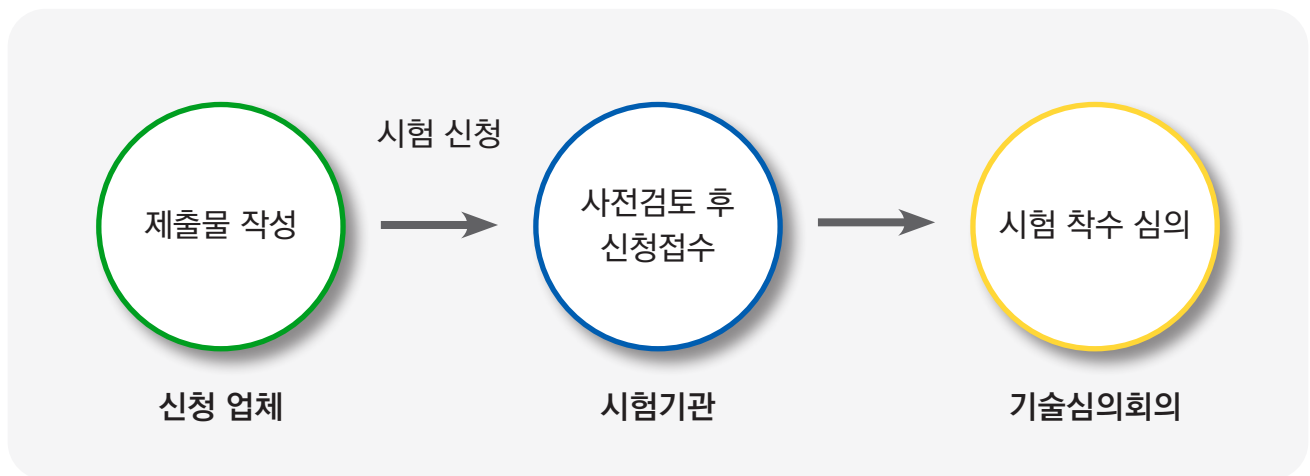 시험 신청
제출물 작성
사전검토 후
신청접수
시험 착수 심의
신청 업체
시험기관
기술심의회의